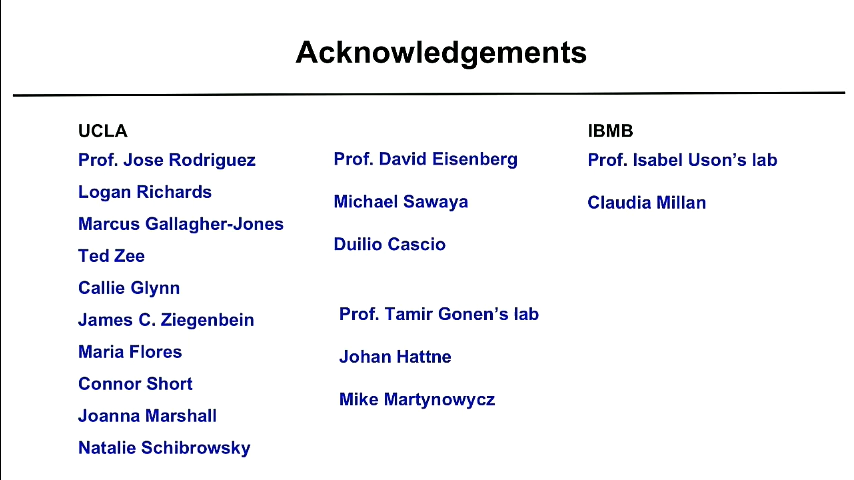 Acknowledgements
UCLA
Prof. Jose Rodriguez
Logan Richards
Marcus Gallagher-Jones
Ted Zee
Callie Glynn
James C. Ziegenbein
Maria Flores
Connor Short
Joanna Marshall
Natalie Schibrowsky
Prof. David Eisenberg
Michael Sawaya
Duilio Cascio
Prof. Tamir Gonen’s lab
Johan Hattne
Mike Martynowycz
IBMB
Prof. Isabel Uson’s lab
Claudia Millan